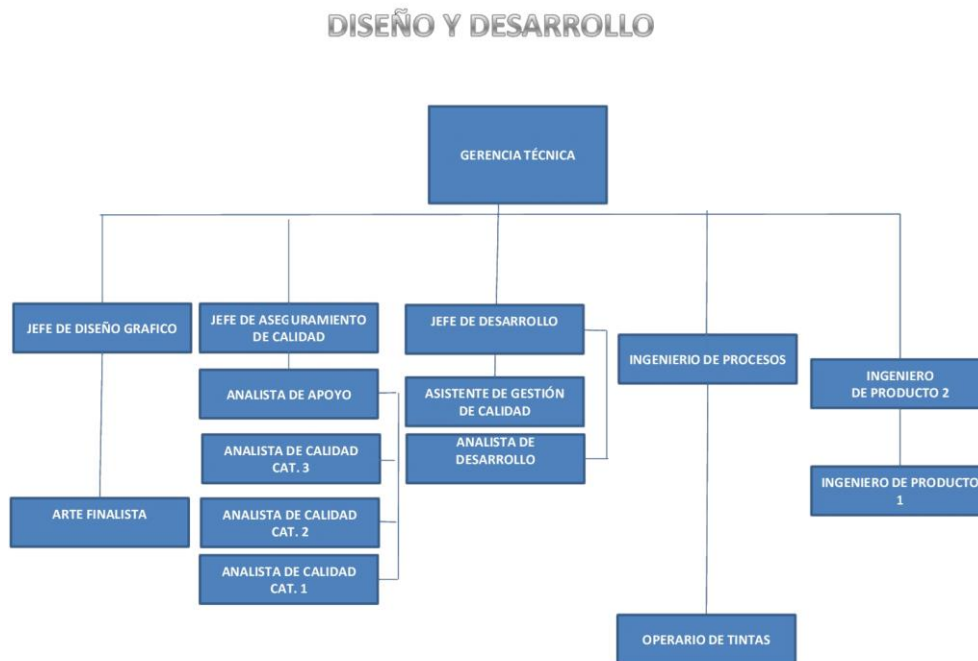 DISEÑO Y DESARROLLO
GERENCIA TÉCNICA
JEFE DE DISEÑO GRAFICO
JEFE DE ASEGURAMIENTO
DE CALIDAD
JEFE DE DESARROLLO
INGENIERIO DE PROCESOS
INGENIERO
DE PRODUCTO 2
ANALISTA DE APOYO
ASISTENTE DE GESTIÓN
DE CALIDAD
ANALISTA DE CALIDAD
CAT. 3
ANALISTA DE
DESARROLLO
INGENIERO DE PRODUCTO
1
ARTE FINALISTA
ANALISTA DE CALIDAD
CAT. 2
ANALISTA DE CALIDAD
CAT. 1
OPERARIO DE TINTAS